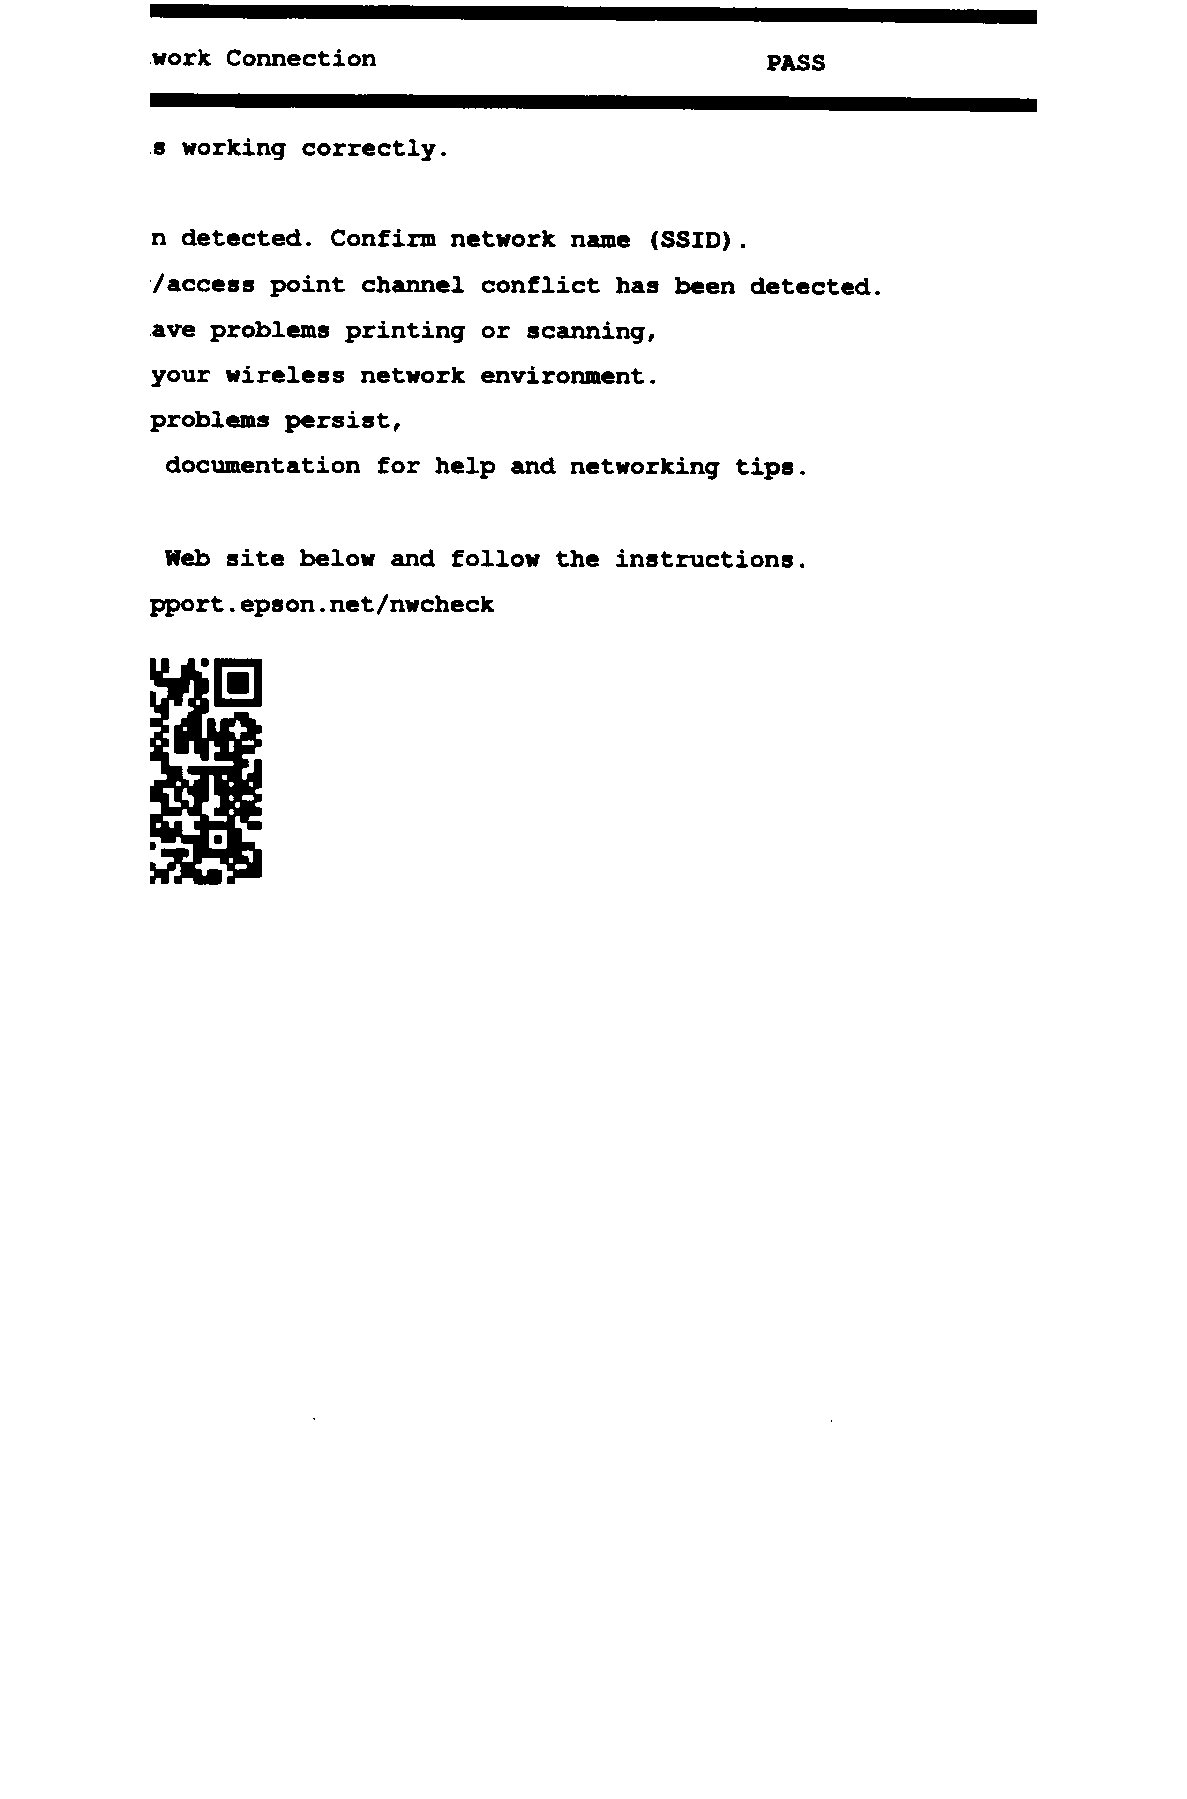 work Connection PASS
s working correctly.
n detected. Confirm network name (SSID).
/access point channel conflict has been detected.
ave problems printing or scanning,
your wireless network environment.
problems persist,
documentation for help and networking tips.
Web site below and follow the instructions.
pport.epson.net/nwcheck